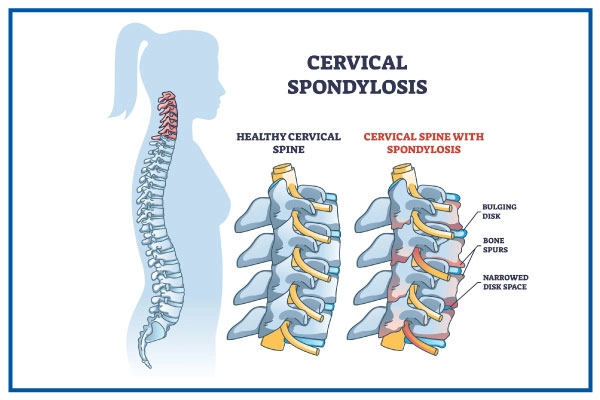 CERVICAL
SPONDYLOSIS
HEALTHY CERVICAL
SPINE
CERVICAL SPINE WITH
SPONDYLOSIS
BULGING
DISK
BONE
SPURS
NARROWED
DISK SPACE